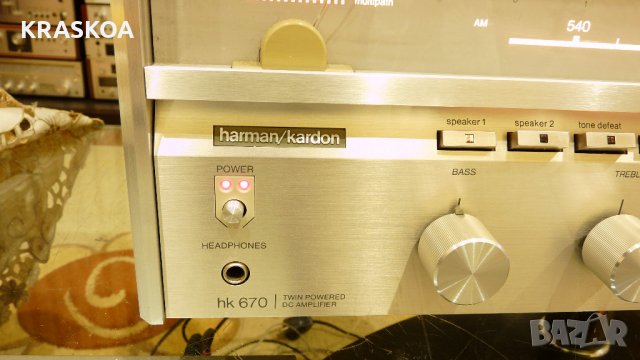 KRASKOA
multipath
AM
540
speaker 1
speaker 2
tone defeat
harman/kardon
POWER
BASS
TREBL
HEADPHONES
hk 670
TWIN POWERED
DC AMPLIFIER
BAZAR